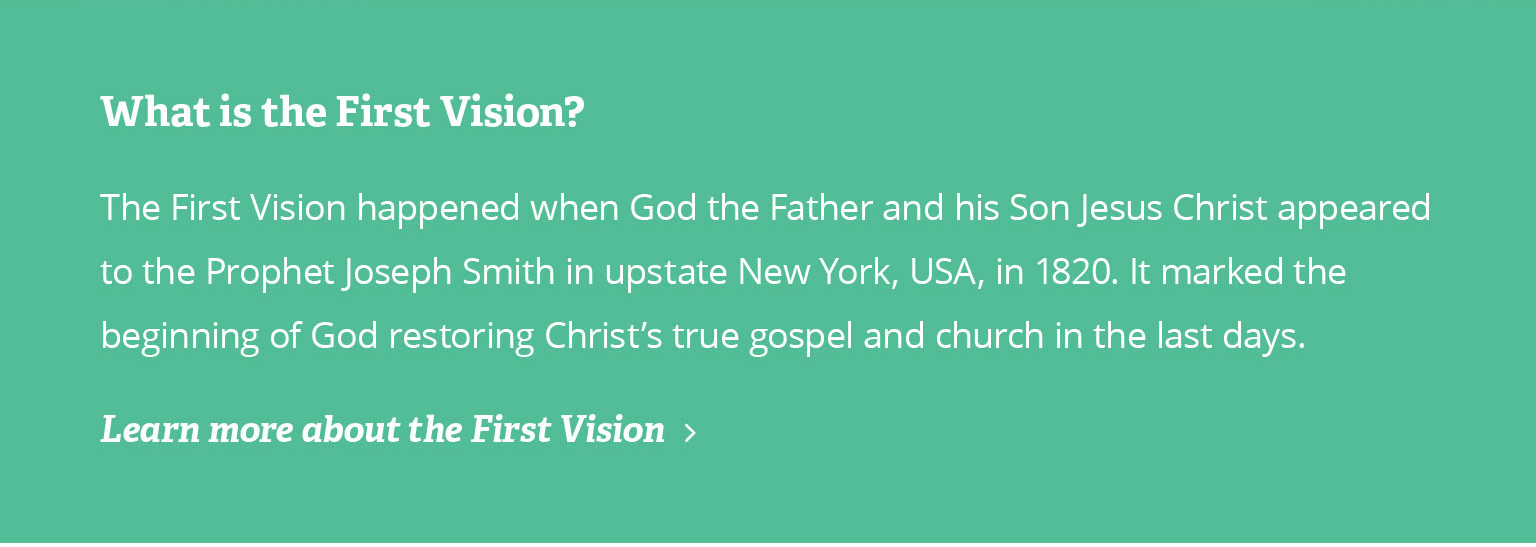 What is the First Vision?
The First Vision happened when God the Father and his Son Jesus Christ appeared
to the Prophet Joseph Smith in upstate New York, USA, in 1820. It marked the
beginning of God restoring Christ’s true gospel and church in the last days.
Learn more about the First Vision >